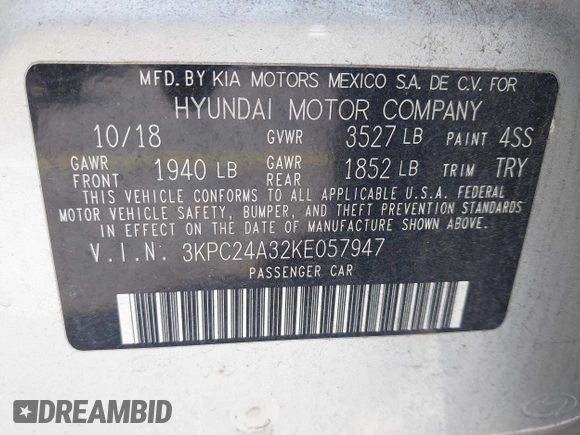 MFD. BY KIA MOTORS MEXICO S.A. DE C.V. FOR
HYUNDAI MOTOR COMPANY
10/18 GVWR 3527 LB PAINT 4SS
GAWR FRONT 1940 LB GAWR REAR 1852 LB TRIM TRY
THIS VEHICLE CONFORMS TO ALL APPLICABLE U.S.A. FEDERAL
MOTOR VEHICLE SAFETY, BUMPER, AND THEFT PREVENTION STANDARDS
IN EFFECT ON THE DATE OF MANUFACTURE SHOWN ABOVE.
V.I.N: 3KPC24A32KE057947
PASSENGER CAR
DREAMBID